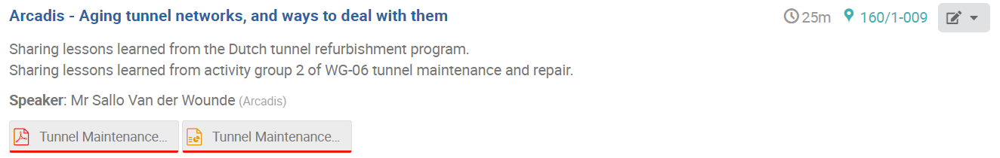 Arcadis - Aging tunnel networks, and ways to deal with them
25m
160/1-009
Sharing lessons learned from the Dutch tunnel refurbishment program.
Sharing lessons learned from activity group 2 of WG-06 tunnel maintenance and repair.
Speaker: Mr Sallo Van der Wounde (Arcadis)
Tunnel Maintenance...
Tunnel Maintenance...